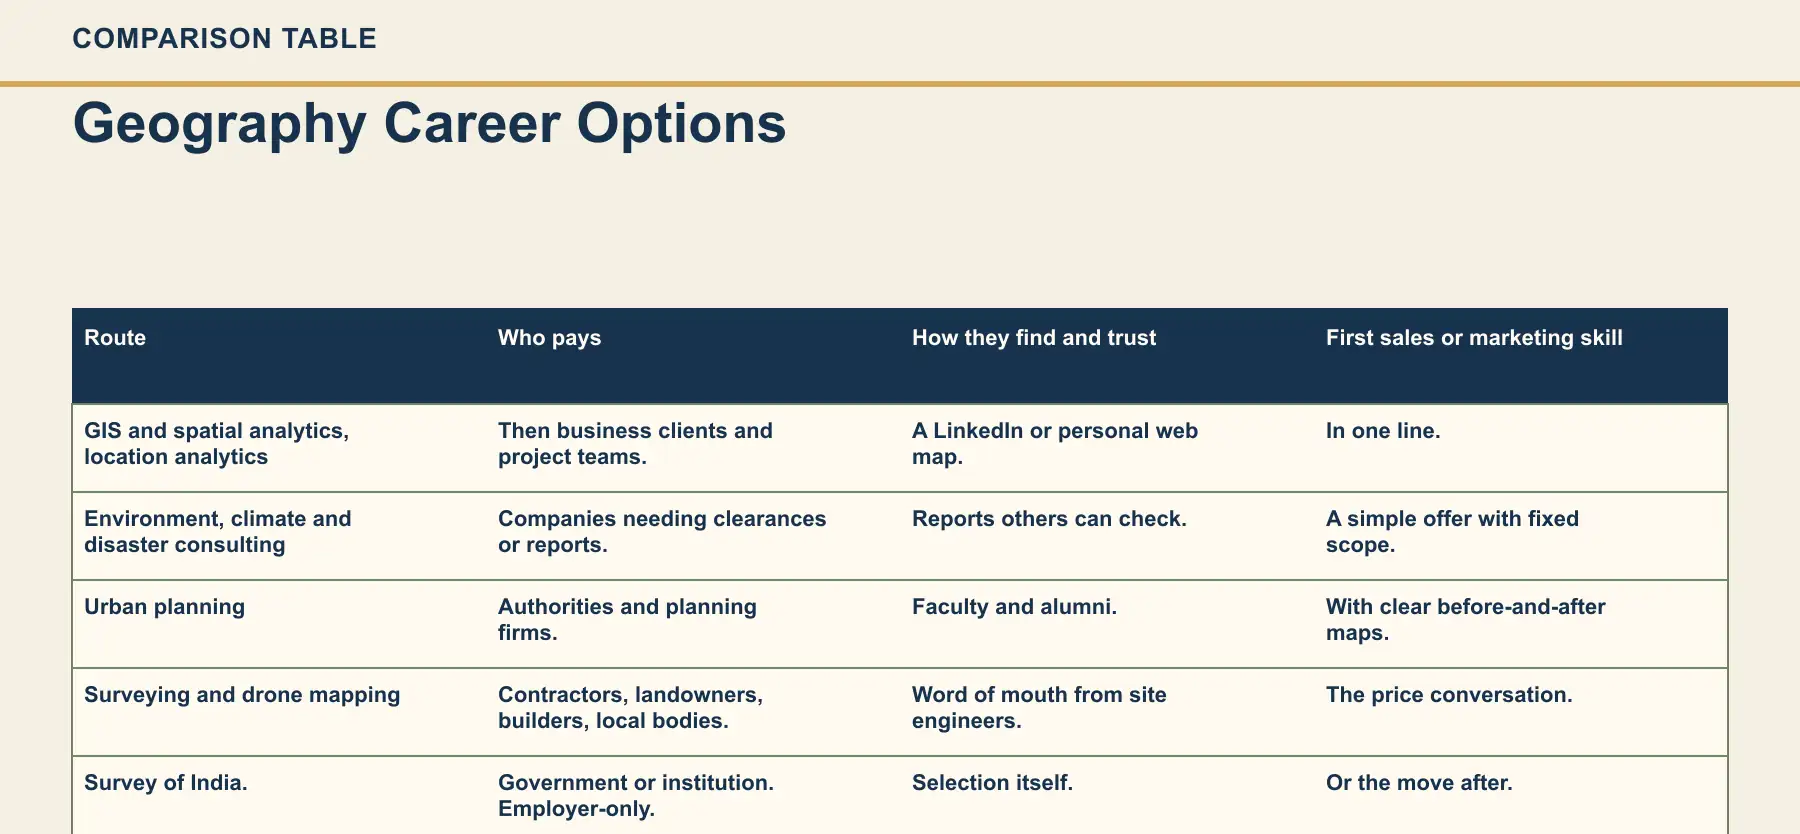 COMPARISON TABLE
Geography Career Options
Route
Who pays
How they find and trust
First sales or marketing skill
GIS and spatial analytics,
location analytics
Then business clients and
project teams.
A LinkedIn or personal web
map.
In one line.
Environment, climate and
disaster consulting
Companies needing clearances
or reports.
Reports others can check.
A simple offer with fixed
scope.
Urban planning
Authorities and planning
firms.
Faculty and alumni.
With clear before-and-after
maps.
Surveying and drone mapping
Contractors, landowners,
builders, local bodies.
Word of mouth from site
engineers.
The price conversation.
Survey of India.
Government or institution.
Employer-only.
Selection itself.
Or the move after.